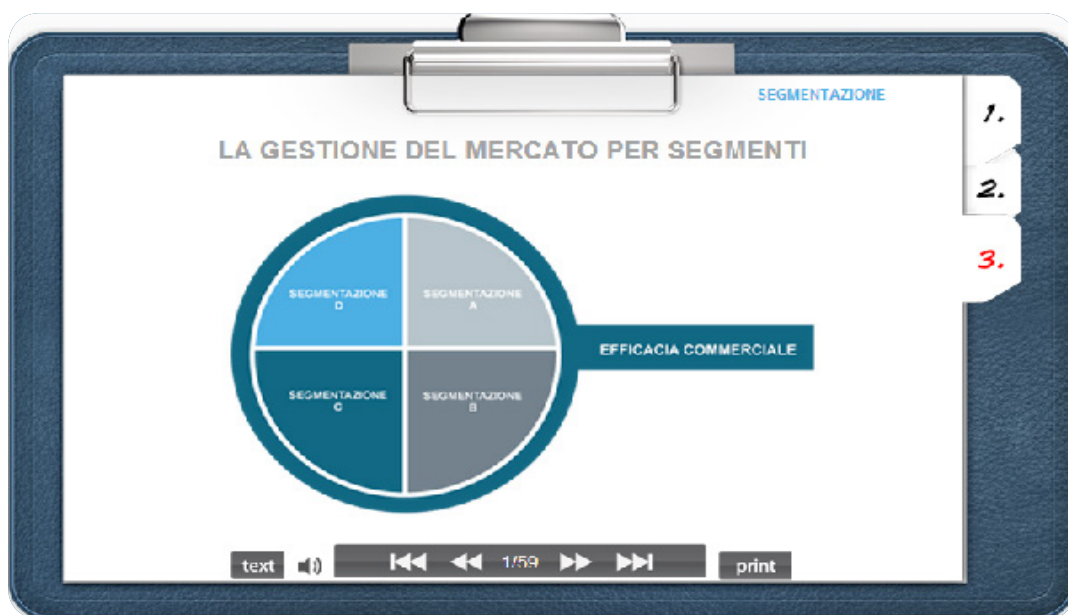 SEGMENTAZIONE
1.
LA GESTIONE DEL MERCATO PER SEGMENTI
2.
3.
SEGMENTAZIONE
D
SEGMENTAZIONE
A
EFFICACIA COMMERCIALE
SEGMENTAZIONE
C
SEGMENTAZIONE
B
text
1/59
print